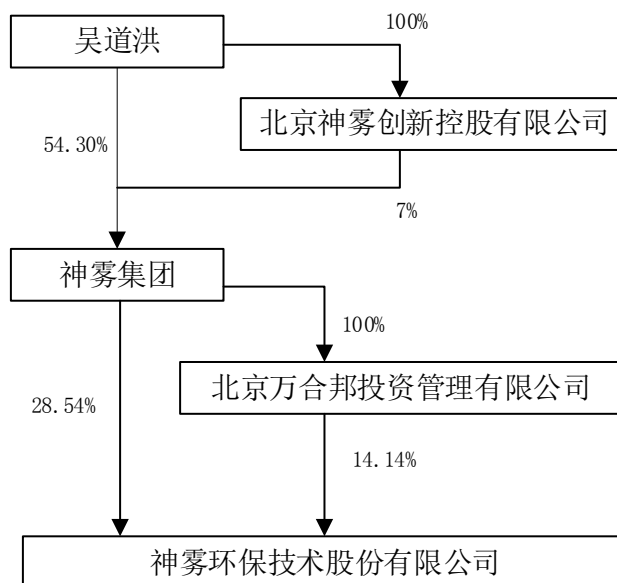 吴道洪
100%
北京神雾创新控股有限公司
54.30%
7%
神雾集团
100%
北京万合邦投资管理有限公司
28.54%
14.14%
神雾环保技术股份有限公司